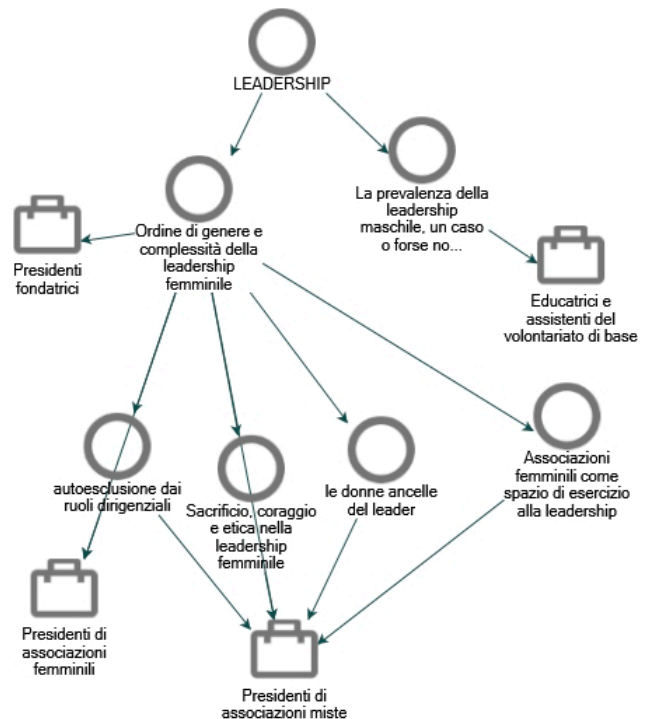 LEADERSHIP
La prevalenza della
leadership
maschile, un caso
o forse no...
Ordine di genere e
complessità della
leadership
femminile
Presidenti
fondatrici
Educatrici e
assistenti del
volontariato di base
autoesclusione dai
ruoli dirigenziali
Sacrificio, coraggio
e etica nella
leadership
femminile
le donne ancelle
del leader
Associazioni
femminili come
spazio di esercizio
alla leadership
Presidenti di
associazioni
femminili
Presidenti di
associazioni miste